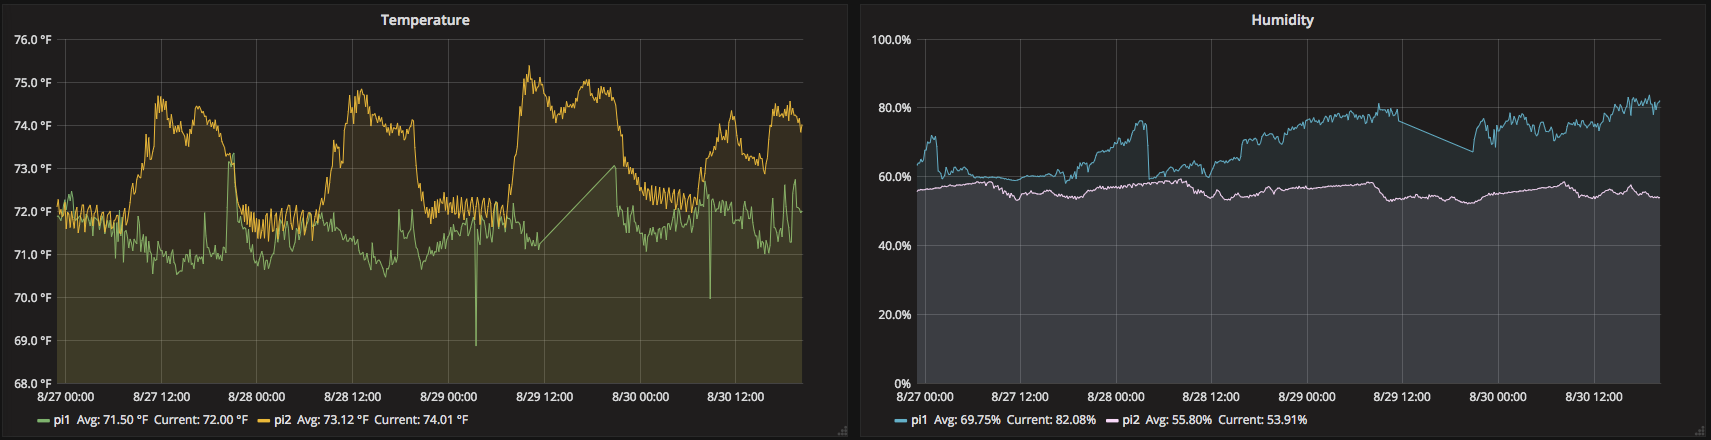 Temperature
76.0 °F
75.0 °F
74.0 °F
73.0 °F
72.0 °F
71.0 °F
70.0 °F
69.0 °F
68.0 °F
8/27 00:00 8/27 12:00 8/28 00:00 8/28 12:00 8/29 00:00 8/29 12:00 8/30 00:00 8/30 12:00
pi1 Avg: 71.50 °F Current: 72.00 °F pi2 Avg: 73.12 °F Current: 74.01 °F
Humidity
100.0%
80.0%
60.0%
40.0%
20.0%
0%
8/27 00:00 8/27 12:00 8/28 00:00 8/28 12:00 8/29 00:00 8/29 12:00 8/30 00:00 8/30 12:00
pi1 Avg: 69.75% Current: 82.08% pi2 Avg: 55.80% Current: 53.91%